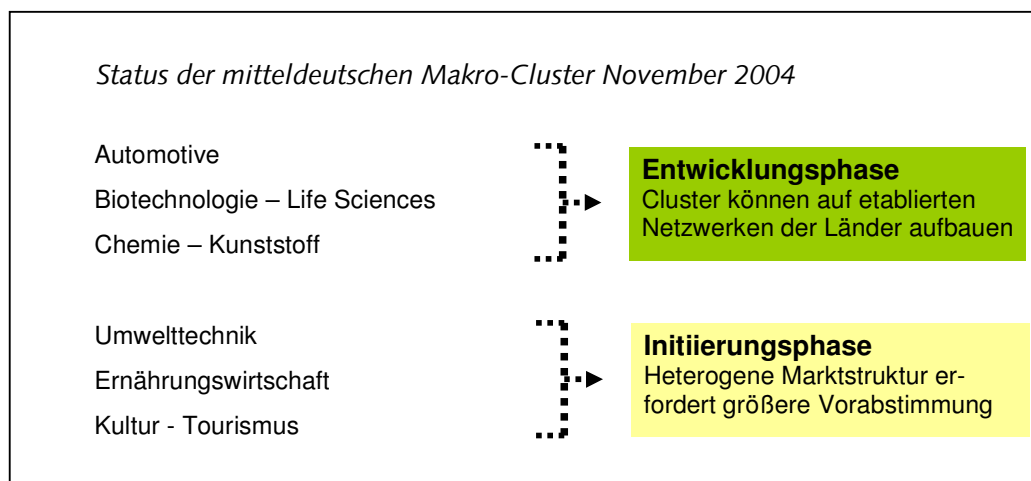 Status der mitteldeutschen Makro-Cluster November 2004
Automotive
Biotechnologie – Life Sciences
Chemie – Kunststoff
Entwicklungsphase
Cluster können auf etablierten
Netzwerken der Länder aufbauen
Umwelttechnik
Ernährungswirtschaft
Kultur - Tourismus
Initiierungsphase
Heterogene Marktstruktur er-
fordert größere Vorabstimmung